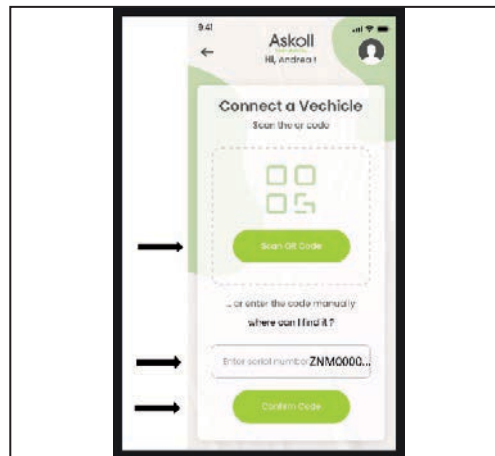 9:41
Askoll
Hi, Andrea !
Connect a Vechicle
Scan the qr code
Scan QR Code
... or enter the code manually
where can I find it ?
Enter serial number ZNM0000...
Confirm Code